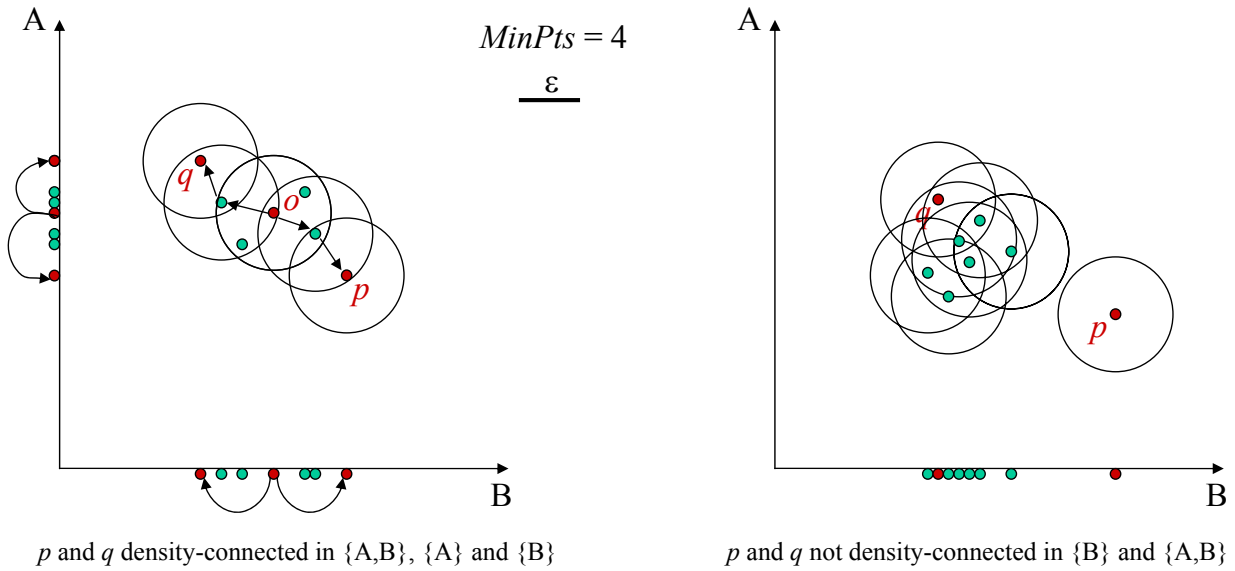 A
MinPts = 4
ε
q
o
p
B
p and q density-connected in {A,B}, {A} and {B}
A
q
p
B
p and q not density-connected in {B} and {A,B}